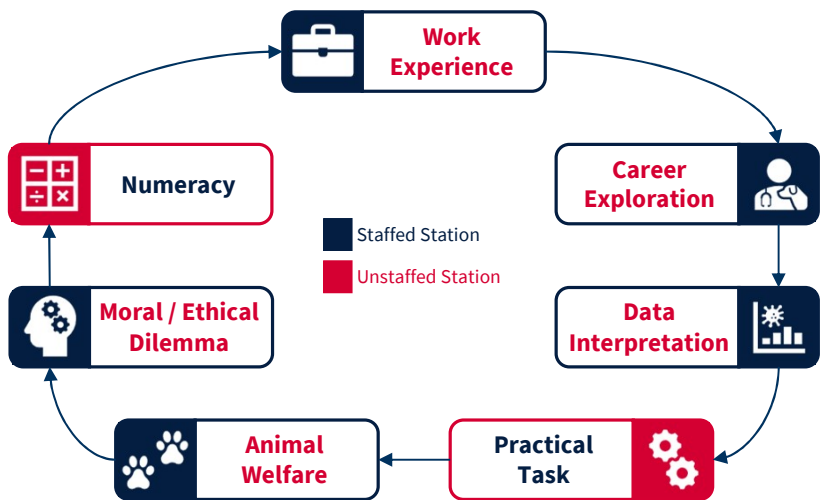 Work
Experience
Career
Exploration
Data
Interpretation
Practical
Task
Animal
Welfare
Moral / Ethical
Dilemma
Numeracy
Staffed Station
Unstaffed Station